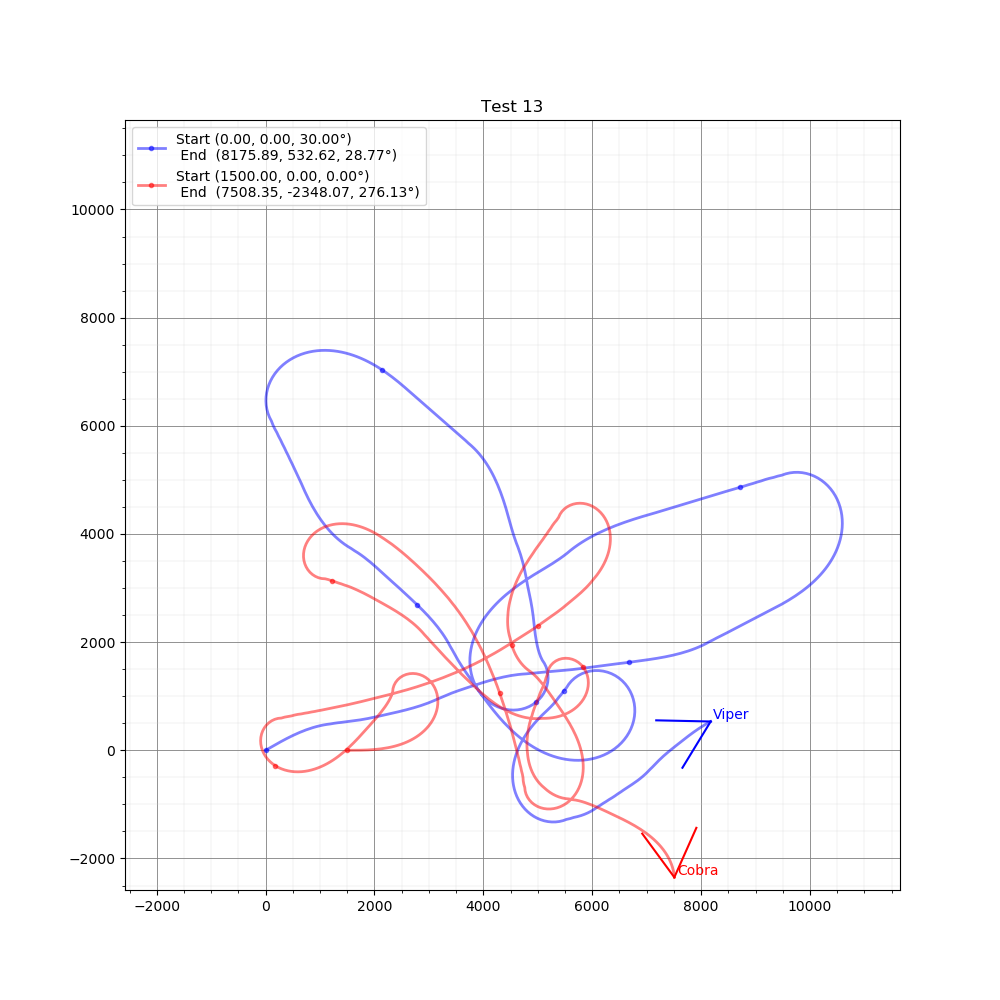 Test 13
Start (0.00, 0.00, 30.00°)
End (8175.89, 532.62, 28.77°)
Start (1500.00, 0.00, 0.00°)
End (7508.35, -2348.07, 276.13°)
10000
8000
6000
4000
2000
0
−2000
Viper
Cobra
−2000 0 2000 4000 6000 8000 10000